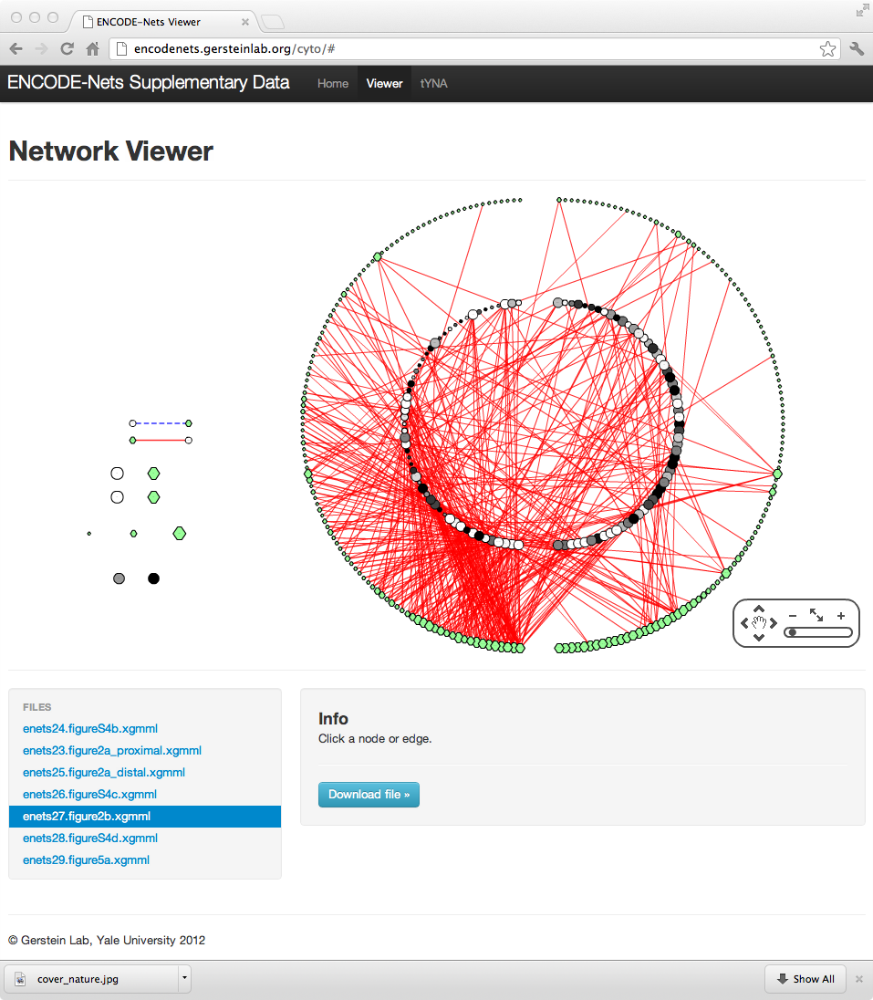 ENCODE-Nets Viewer
encodenets.gersteinlab.org/cyto/#
ENCODE-Nets Supplementary Data Home Viewer tYNA
Network Viewer
FILES
enets24.figureS4b.xgmml
enets23.figure2a_proximal.xgmml
enets25.figure2a_distal.xgmml
enets26.figureS4c.xgmml
enets27.figure2b.xgmml
enets28.figureS4d.xgmml
enets29.figure5a.xgmml
Info
Click a node or edge.
Download file »
© Gerstein Lab, Yale University 2012
cover_nature.jpg
Show All